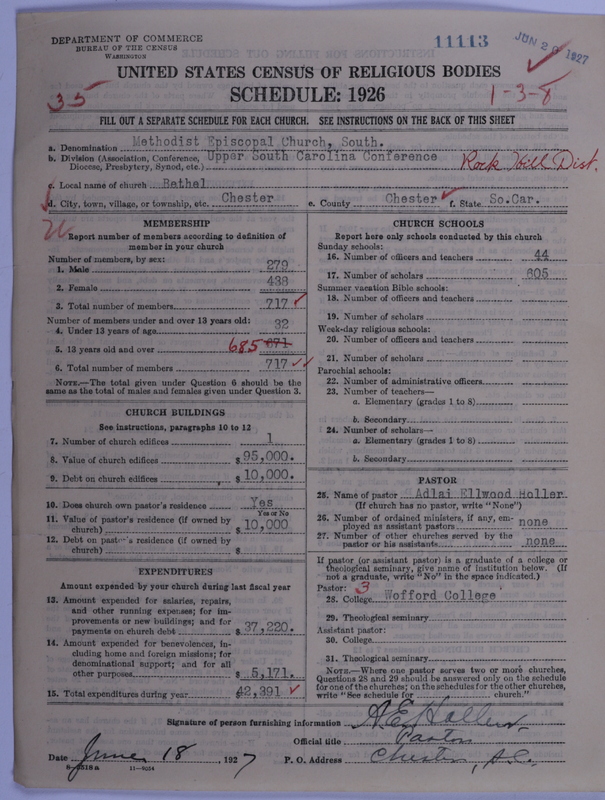 DEPARTMENT OF COMMERCE
BUREAU OF THE CENSUS
WASHINGTON
11113
JUN 20 1927
UNITED STATES CENSUS OF RELIGIOUS BODIES
35
SCHEDULE: 1926
1-3-8
FILL OUT A SEPARATE SCHEDULE FOR EACH CHURCH. SEE INSTRUCTIONS ON THE BACK OF THIS SHEET
a. Denomination Methodist Episcopal Church, South.
b. Division (Association, Conference, Diocese, Presbytery, Synod, etc.) Upper South Carolina Conference
Rock Hill Dist.
c. Local name of church Bethel
d. City, town, village, or township, etc. Chester e. County Chester f. State So.Car.
MEMBERSHIP
Report number of members according to definition of
member in your church
Number of members, by sex:
1. Male 279
2. Female 438
3. Total number of members 717
Number of members under and over 13 years old:
4. Under 13 years of age 32
5. 13 years old and over 685 671
6. Total number of members 717
NOTE.—The total given under Question 6 should be the
same as the total of males and females given under Question 3.
CHURCH BUILDINGS
See instructions, paragraphs 10 to 12
7. Number of church edifices 1
8. Value of church edifices $95,000.
9. Debt on church edifices $10,000.
10. Does church own pastor's residence? Yes
Yes or No
11. Value of pastor's residence (if owned by
church) $10,000
12. Debt on pastor's residence (if owned by
church) $
EXPENDITURES
Amount expended by your church during last fiscal year
13. Amount expended for salaries, repairs,
and other running expenses; for im-
provements or new buildings; and for
payments on church debt $37,220.
14. Amount expended for benevolences, in-
cluding home and foreign missions; for
denominational support; and for all
other purposes $5,171.
15. Total expenditures during year 42,391
CHURCH SCHOOLS
Report here only schools conducted by this church
Sunday schools:
16. Number of officers and teachers 44
17. Number of scholars 605
Summer vacation Bible schools:
18. Number of officers and teachers
19. Number of scholars
Week-day religious schools:
20. Number of officers and teachers
21. Number of scholars
Parochial schools:
22. Number of administrative officers
23. Number of teachers—
a. Elementary (grades 1 to 8)
b. Secondary
24. Number of scholars—
a. Elementary (grades 1 to 8)
b. Secondary
PASTOR
25. Name of pastor Adlai Ellwood Holler
(If church has no pastor, write "None")
26. Number of ordained ministers, if any, em-
ployed as assistant pastors none
27. Number of other churches served by the
pastor or his assistants none
If pastor (or assistant pastor) is a graduate of a college or
theological seminary, give name of institution below. (If
not a graduate, write "No" in the space indicated.)
Pastor: 3
28. College Wofford College
29. Theological seminary
Assistant pastor:
30. College
31. Theological seminary
NOTE.—Where one pastor serves two or more churches,
Questions 28 and 29 should be answered only on the schedule
for one of the churches; on the schedules for the other churches,
write "See schedule for church."
Signature of person furnishing information A.E. Holler
Official title Pastor
Date June 18, 1927 P. O. Address Chester, S.C.
8-8318a 11-9024